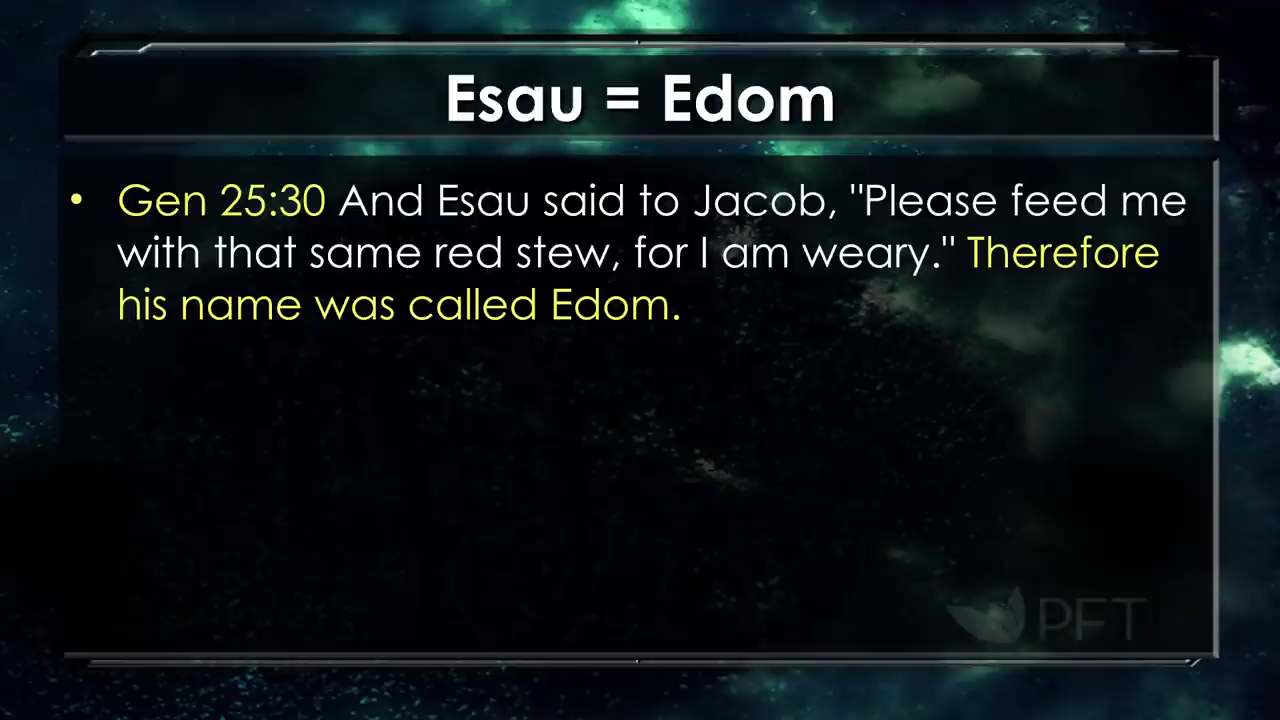 Esau = Edom
• Gen 25:30 And Esau said to Jacob, "Please feed me
with that same red stew, for I am weary." Therefore
his name was called Edom.
PFT